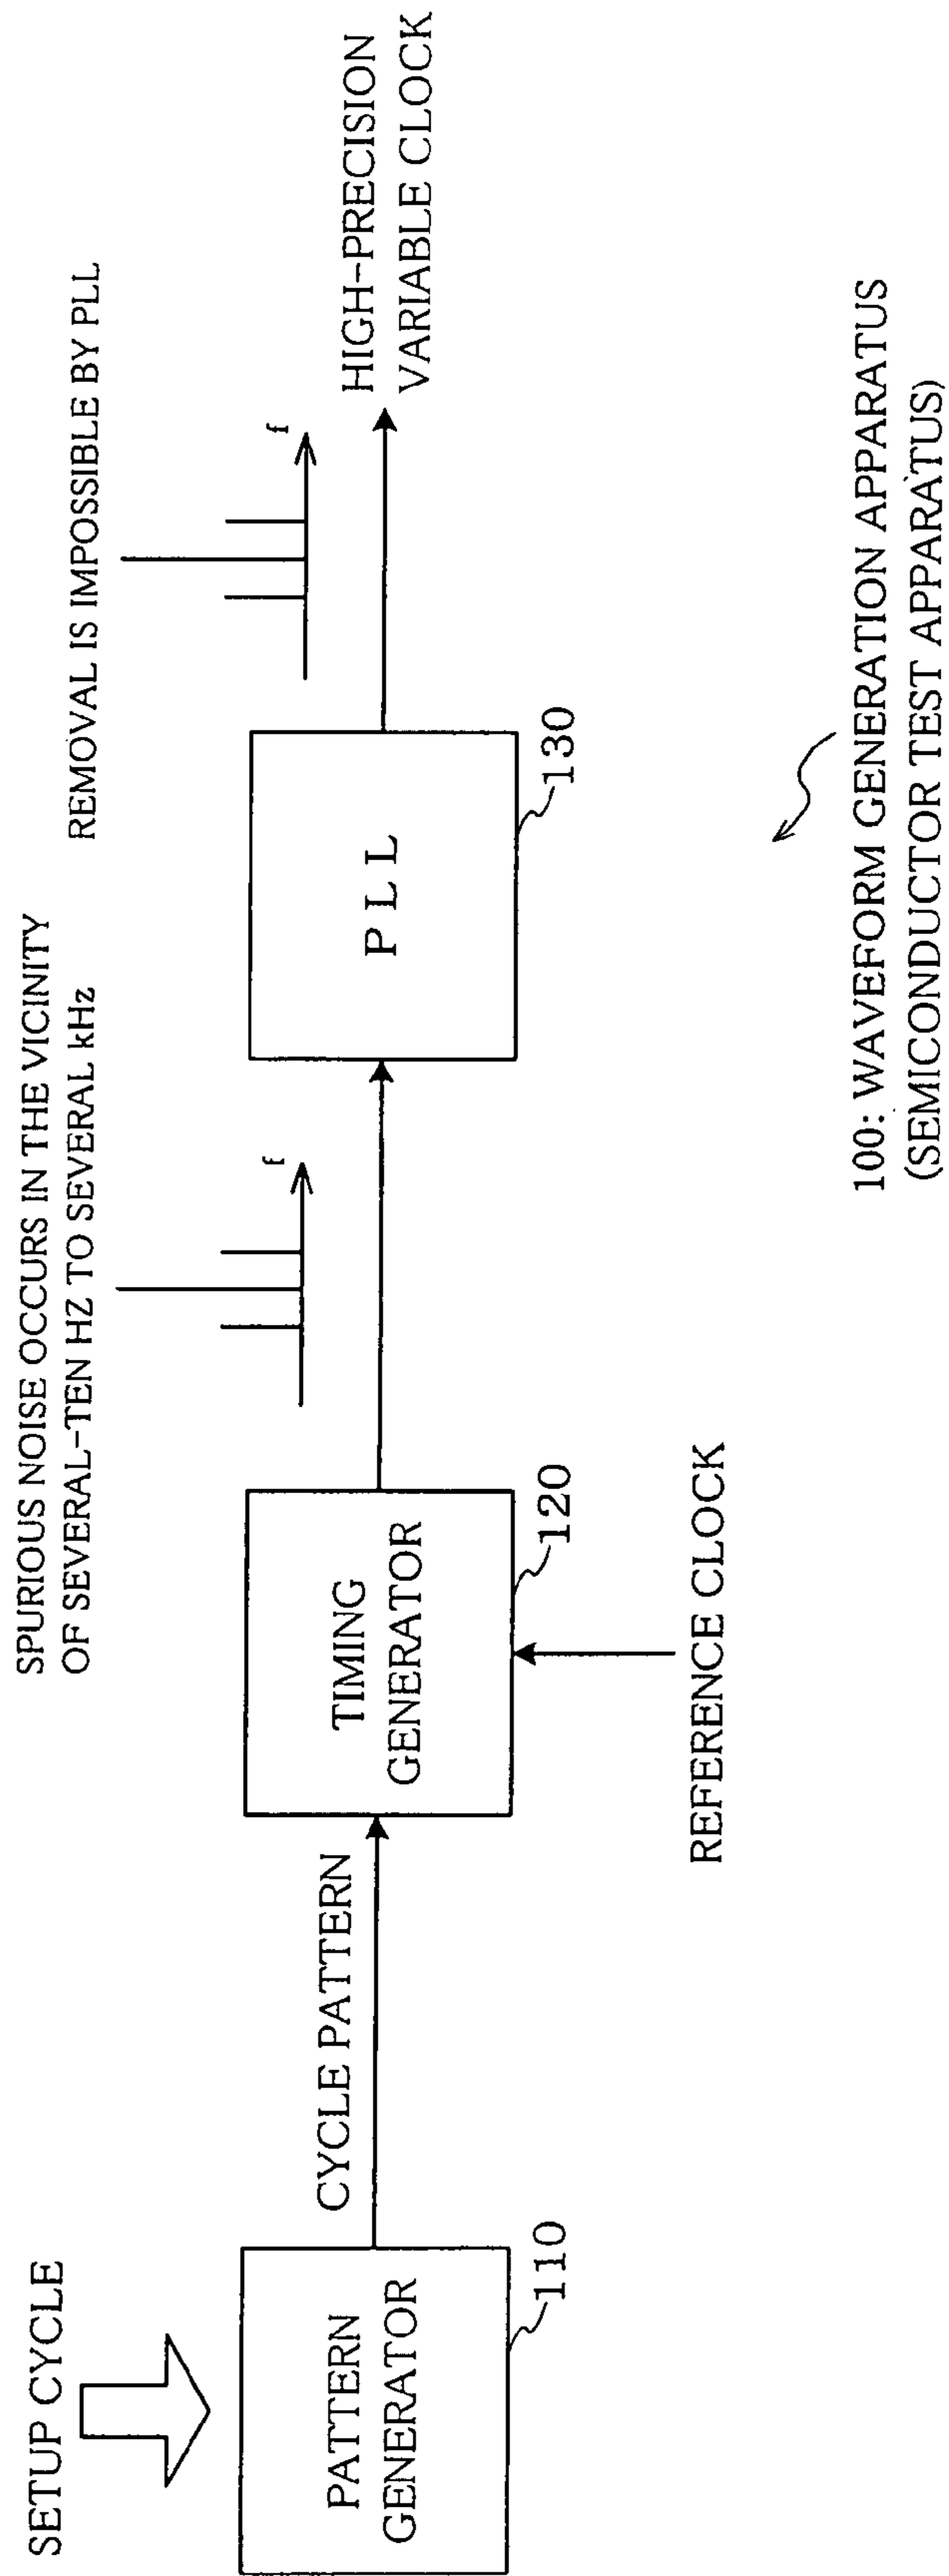 SPURIOUS NOISE OCCURS IN THE VICINITY
OF SEVERAL-TEN HZ TO SEVERAL kHz
REMOVAL IS IMPOSSIBLE BY PLL
SETUP CYCLE
f
f
PATTERN
GENERATOR
110
CYCLE PATTERN
TIMING
GENERATOR
120
REFERENCE CLOCK
PLL
130
HIGH-PRECISION
VARIABLE CLOCK
100: WAVEFORM GENERATION APPARATUS
(SEMICONDUCTOR TEST APPARATUS)